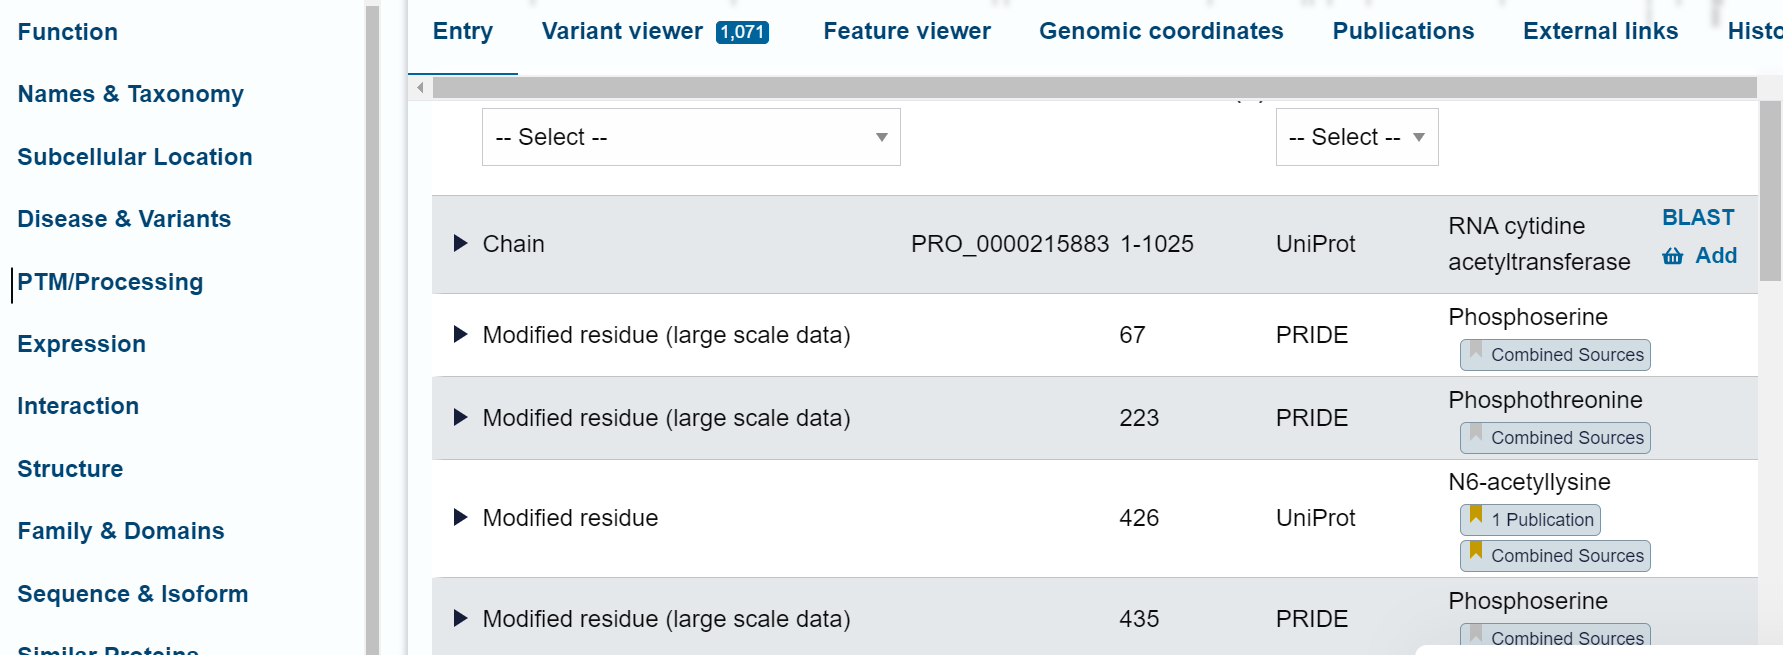 Function
Names & Taxonomy
Subcellular Location
Disease & Variants
PTM/Processing
Expression
Interaction
Structure
Family & Domains
Sequence & Isoform
Similar Proteins
Entry Variant viewer 1,071 Feature viewer Genomic coordinates Publications External links Histo
-- Select -- -- Select --
Chain PRO_0000215883 1-1025 UniProt RNA cytidine acetyltransferase BLAST Add
Modified residue (large scale data) 67 PRIDE Phosphoserine
Combined Sources
Modified residue (large scale data) 223 PRIDE Phosphothreonine
Combined Sources
Modified residue 426 UniProt N6-acetyllysine
1 Publication
Combined Sources
Modified residue (large scale data) 435 PRIDE Phosphoserine
Combined Sources